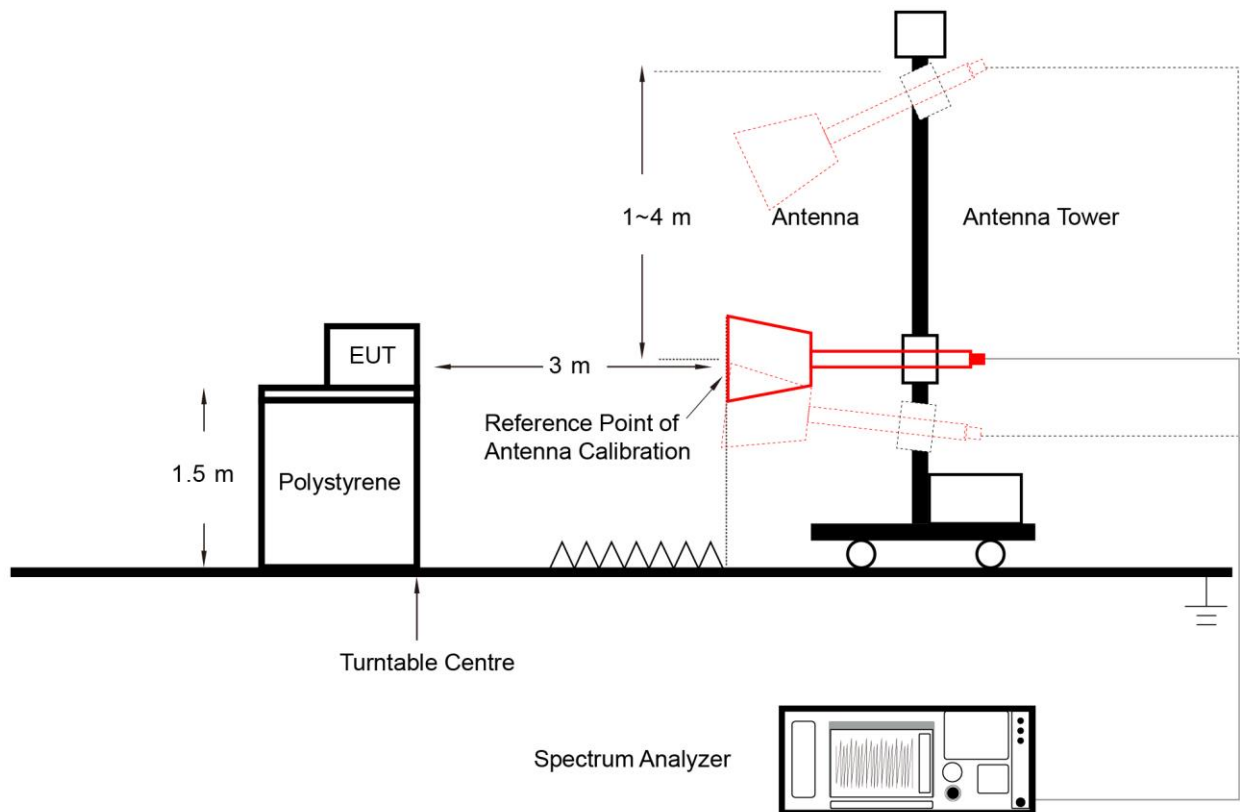 1~4 m
Antenna
Antenna Tower
EUT
3 m
Reference Point of
Antenna Calibration
1.5 m
Polystyrene
Turntable Centre
Spectrum Analyzer